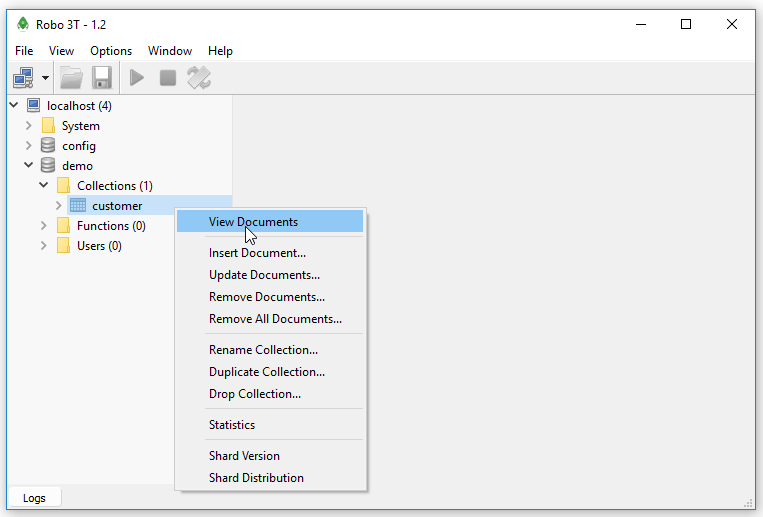 Robo 3T - 1.2
File View Options Window Help
localhost (4)
System
config
demo
Collections (1)
customer
Functions (0)
Users (0)
View Documents
Insert Document...
Update Documents...
Remove Documents...
Remove All Documents...
Rename Collection...
Duplicate Collection...
Drop Collection...
Statistics
Shard Version
Shard Distribution
Logs